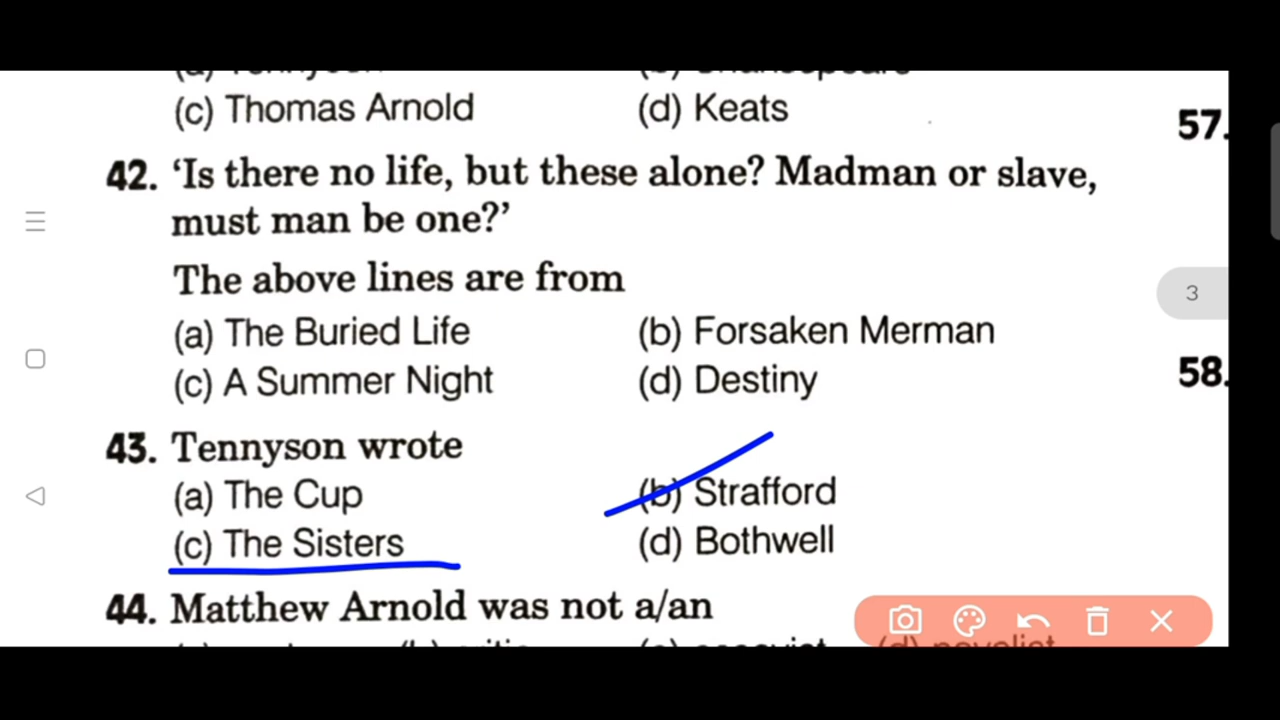 (c) Thomas Arnold (d) Keats
57.
42. ‘Is there no life, but these alone? Madman or slave,
must man be one?’
The above lines are from
3
(a) The Buried Life (b) Forsaken Merman
(c) A Summer Night (d) Destiny
58.
43. Tennyson wrote
(a) The Cup (b) Strafford
(c) The Sisters (d) Bothwell
44. Matthew Arnold was not a/an